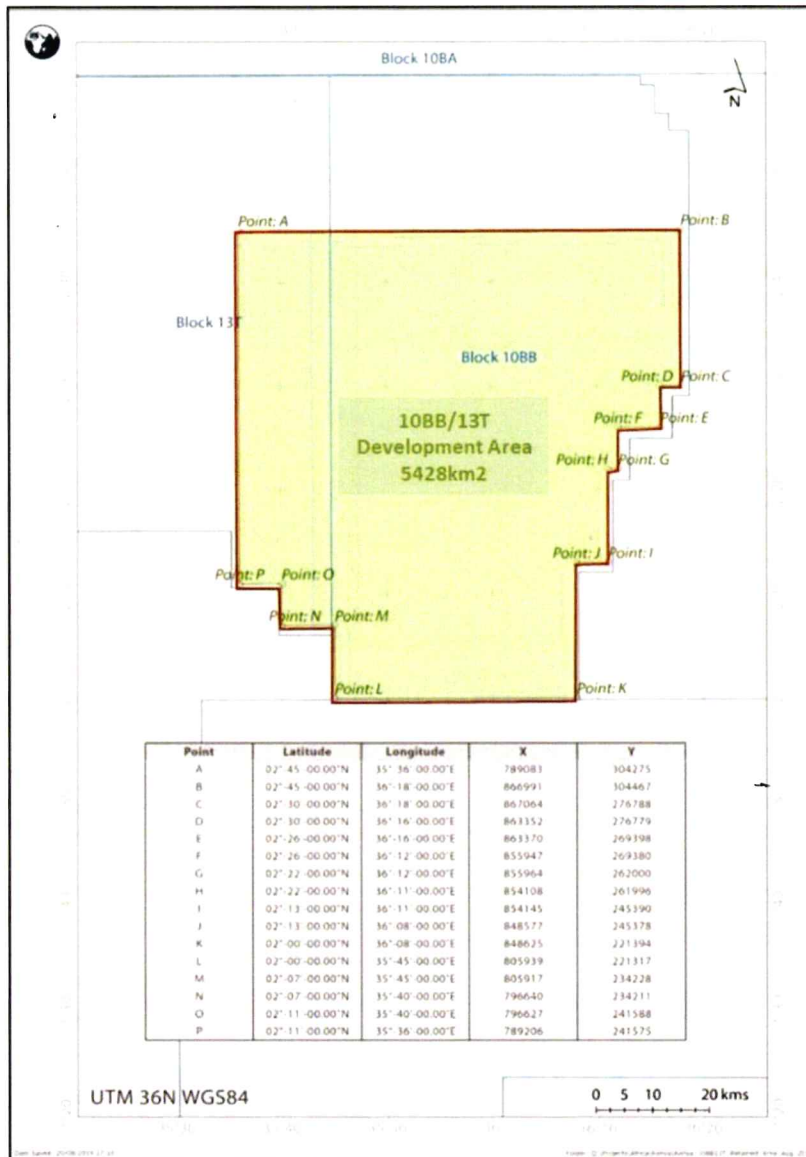 Block 10BA
N
Point: A
Point: B
Block 13T
Block 10BB
Point: D
Point: C
10BB/13T
Development Area
5428km2
Point: F
Point: E
Point: H
Point: G
Point: J
Point: I
Point: P
Point: O
Point: N
Point: M
Point: L
Point: K
Point Latitude Longitude X Y
A 02°-45'-00.00"N 35°-36'-00.00"E 789083 304275
B 02°-45'-00.00"N 36°-18'-00.00"E 866991 304467
C 02°-30'-00.00"N 36°-18'-00.00"E 867064 276788
D 02°-30'-00.00"N 36°-16'-00.00"E 863352 276779
E 02°-26'-00.00"N 36°-16'-00.00"E 863370 269398
F 02°-26'-00.00"N 36°-12'-00.00"E 855947 269380
G 02°-22'-00.00"N 36°-12'-00.00"E 855964 262000
H 02°-22'-00.00"N 36°-11'-00.00"E 854108 261996
I 02°-13'-00.00"N 36°-11'-00.00"E 854145 245390
J 02°-13'-00.00"N 36°-08'-00.00"E 848577 245378
K 02°-00'-00.00"N 36°-08'-00.00"E 848625 221394
L 02°-00'-00.00"N 35°-45'-00.00"E 805939 221317
M 02°-07'-00.00"N 35°-45'-00.00"E 805917 234228
N 02°-07'-00.00"N 35°-40'-00.00"E 796640 234211
O 02°-11'-00.00"N 35°-40'-00.00"E 796627 241588
P 02°-11'-00.00"N 35°-36'-00.00"E 789206 241575
UTM 36N WGS84
0 5 10 20 kms